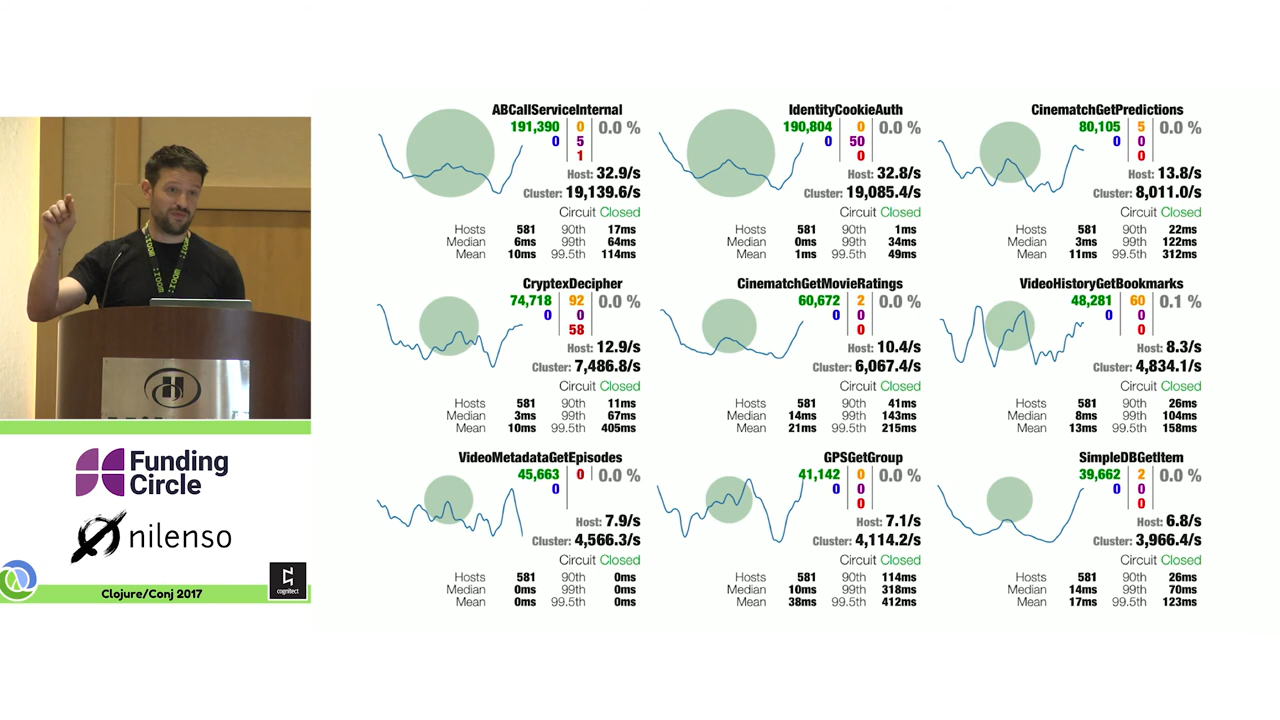 :room
:room
:room
H
Funding
Circle
nilenso
Clojure/Conj 2017
cognitect
ABCallServiceInternal
191,390 0 0.0 %
0 5
1
Host: 32.9/s
Cluster: 19,139.6/s
Circuit Closed
Hosts 581 90th 17ms
Median 6ms 99th 64ms
Mean 10ms 99.5th 114ms
IdentityCookieAuth
190,804 0 0.0 %
0 50
0
Host: 32.8/s
Cluster: 19,085.4/s
Circuit Closed
Hosts 581 90th 1ms
Median 0ms 99th 34ms
Mean 1ms 99.5th 49ms
CinematchGetPredictions
80,105 5 0.0 %
0 0
0
Host: 13.8/s
Cluster: 8,011.0/s
Circuit Closed
Hosts 581 90th 22ms
Median 3ms 99th 122ms
Mean 11ms 99.5th 312ms
CryptexDecipher
74,718 92 0.0 %
0 0
58
Host: 12.9/s
Cluster: 7,486.8/s
Circuit Closed
Hosts 581 90th 11ms
Median 3ms 99th 67ms
Mean 10ms 99.5th 405ms
CinematchGetMovieRatings
60,672 2 0.0 %
0 0
0
Host: 10.4/s
Cluster: 6,067.4/s
Circuit Closed
Hosts 581 90th 41ms
Median 14ms 99th 143ms
Mean 21ms 99.5th 215ms
VideoHistoryGetBookmarks
48,281 60 0.1 %
0 0
0
Host: 8.3/s
Cluster: 4,834.1/s
Circuit Closed
Hosts 581 90th 26ms
Median 8ms 99th 104ms
Mean 13ms 99.5th 158ms
VideoMetadataGetEpisodes
45,663 0 0.0 %
0
Host: 7.9/s
Cluster: 4,566.3/s
Circuit Closed
Hosts 581 90th 0ms
Median 0ms 99th 0ms
Mean 0ms 99.5th 0ms
GPSGetGroup
41,142 0 0.0 %
0 0
0
Host: 7.1/s
Cluster: 4,114.2/s
Circuit Closed
Hosts 581 90th 114ms
Median 10ms 99th 318ms
Mean 38ms 99.5th 412ms
SimpleDBGetItem
39,662 2 0.0 %
0 0
0
Host: 6.8/s
Cluster: 3,966.4/s
Circuit Closed
Hosts 581 90th 26ms
Median 14ms 99th 70ms
Mean 17ms 99.5th 123ms